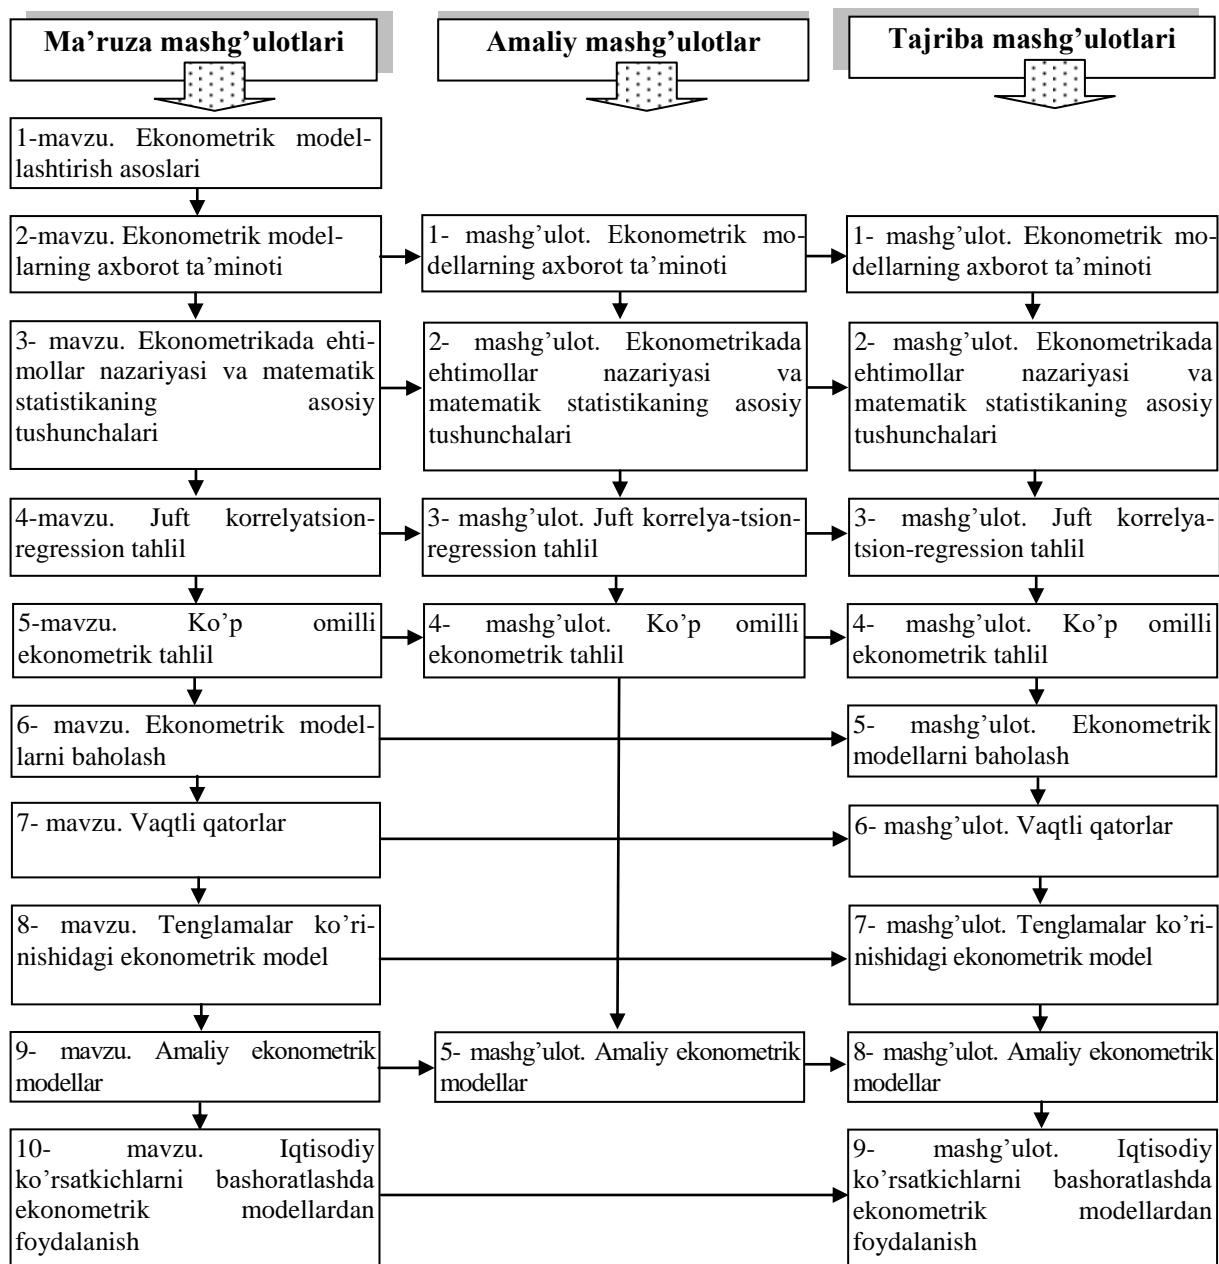 Ma’ruza mashg’ulotlari
Amaliy mashg’ulotlar
Tajriba mashg’ulotlari
1-mavzu. Ekonometrik model-
lashtirish asoslari
2-mavzu. Ekonometrik model-
larning axborot ta’minoti
1- mashg’ulot. Ekonometrik mo-
dellarning axborot ta’minoti
1- mashg’ulot. Ekonometrik mo-
dellarning axborot ta’minoti
3- mavzu. Ekonometrikada ehti-
mollar nazariyasi va matematik
statistikaning asosiy
tushunchalari
2- mashg’ulot. Ekonometrikada
ehtimollar nazariyasi va
matematik statistikaning asosiy
tushunchalari
2- mashg’ulot. Ekonometrikada
ehtimollar nazariyasi va
matematik statistikaning asosiy
tushunchalari
4-mavzu. Juft korrelyatsion-
regression tahlil
3- mashg’ulot. Juft korrelya-tsion-
regression tahlil
3- mashg’ulot. Juft korrelya-
tsion-regression tahlil
5-mavzu. Ko’p omilli
ekonometrik tahlil
4- mashg’ulot. Ko’p omilli
ekonometrik tahlil
4- mashg’ulot. Ko’p omilli
ekonometrik tahlil
6- mavzu. Ekonometrik model-
larni baholash
5- mashg’ulot. Ekonometrik
modellarni baholash
7- mavzu. Vaqtli qatorlar
6- mashg’ulot. Vaqtli qatorlar
8- mavzu. Tenglamalar ko’ri-
nishidagi ekonometrik model
7- mashg’ulot. Tenglamalar ko’ri-
nishidagi ekonometrik model
9- mavzu. Amaliy ekonometrik
modellar
5- mashg’ulot. Amaliy ekonometrik
modellar
8- mashg’ulot. Amaliy ekonometrik
modellar
10- mavzu. Iqtisodiy
ko’rsatkichlarni bashoratlashda
ekonometrik modellardan
foydalanish
9- mashg’ulot. Iqtisodiy
ko’rsatkichlarni bashoratlashda
ekonometrik modellardan
foydalanish